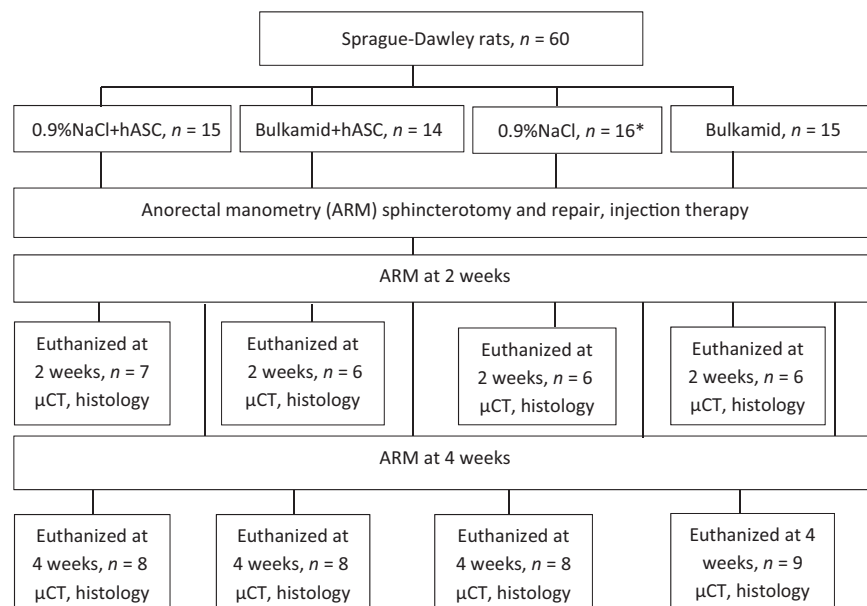 Sprague-Dawley rats, n = 60
0.9%NaCl+hASC, n = 15
Bulkamid+hASC, n = 14
0.9%NaCl, n = 16*
Bulkamid, n = 15
Anorectal manometry (ARM) sphincterotomy and repair, injection therapy
ARM at 2 weeks
Euthanized at
2 weeks, n = 7
µCT, histology
Euthanized at
2 weeks, n = 6
µCT, histology
Euthanized at
2 weeks, n = 6
µCT, histology
Euthanized at
2 weeks, n = 6
µCT, histology
ARM at 4 weeks
Euthanized at
4 weeks, n = 8
µCT, histology
Euthanized at
4 weeks, n = 8
µCT, histology
Euthanized at
4 weeks, n = 8
µCT, histology
Euthanized at 4
weeks, n = 9
µCT, histology